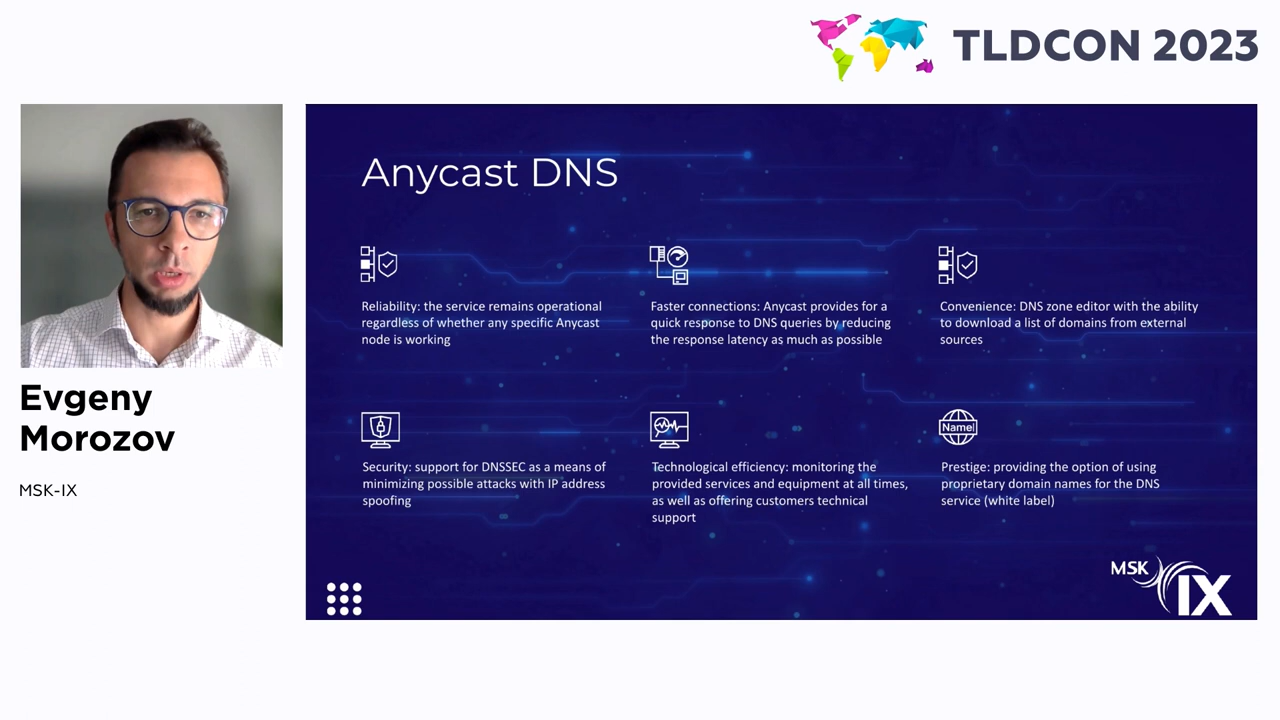 TLDCON 2023
Evgeny
Morozov
MSK-IX
Anycast DNS
Reliability: the service remains operational
regardless of whether any specific Anycast
node is working
Faster connections: Anycast provides for a
quick response to DNS queries by reducing
the response latency as much as possible
Convenience: DNS zone editor with the ability
to download a list of domains from external
sources
Security: support for DNSSEC as a means of
minimizing possible attacks with IP address
spoofing
Technological efficiency: monitoring the
provided services and equipment at all times,
as well as offering customers technical
support
Name!
Prestige: providing the option of using
proprietary domain names for the DNS
service (white label)
MSK
IX